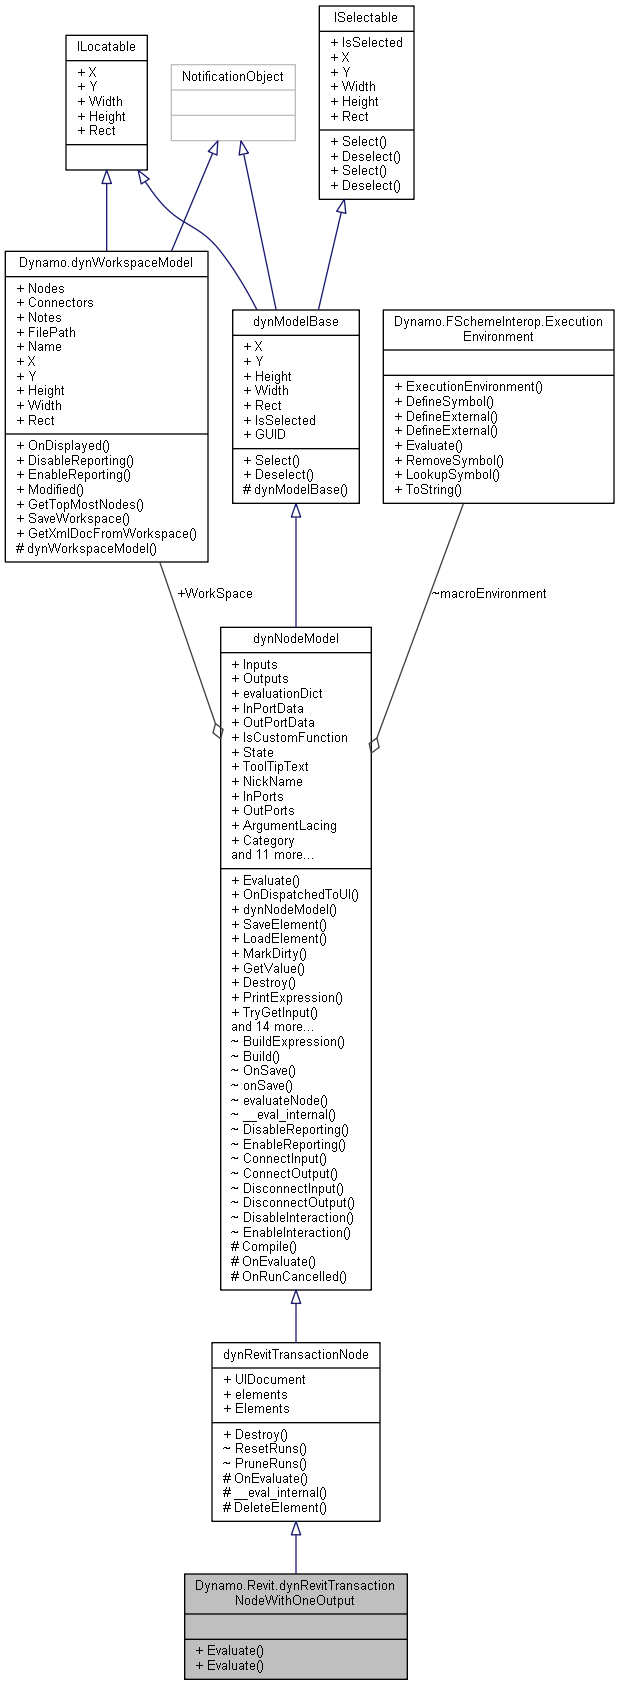 ISelectable
+ IsSelected
+ X
+ Y
+ Width
+ Height
+ Rect
+ Select()
+ Deselect()
+ Select()
+ Deselect()
ILocatable
+ X
+ Y
+ Width
+ Height
+ Rect
NotificationObject
Dynamo.dynWorkspaceModel
+ Nodes
+ Connectors
+ Notes
+ FilePath
+ Name
+ X
+ Y
+ Height
+ Width
+ Rect
+ OnDisplayed()
+ DisableReporting()
+ EnableReporting()
+ Modified()
+ GetTopMostNodes()
+ SaveWorkspace()
+ GetXmlDocFromWorkspace()
# dynWorkspaceModel()
dynModelBase
+ X
+ Y
+ Height
+ Width
+ Rect
+ IsSelected
+ GUID
+ Select()
+ Deselect()
# dynModelBase()
Dynamo.FSchemeInterop.Execution
Environment
+ ExecutionEnvironment()
+ DefineSymbol()
+ DefineExternal()
+ DefineExternal()
+ Evaluate()
+ RemoveSymbol()
+ LookupSymbol()
+ ToString()
+WorkSpace
~macroEnvironment
dynNodeModel
+ Inputs
+ Outputs
+ evaluationDict
+ InPortData
+ OutPortData
+ IsCustomFunction
+ State
+ ToolTipText
+ NickName
+ InPorts
+ OutPorts
+ ArgumentLacing
+ Category
and 11 more...
+ Evaluate()
+ OnDispatchedToUI()
+ dynNodeModel()
+ SaveElement()
+ LoadElement()
+ MarkDirty()
+ GetValue()
+ Destroy()
+ PrintExpression()
+ TryGetInput()
and 14 more...
~ BuildExpression()
~ Build()
~ OnSave()
~ onSave()
~ evaluateNode()
~ __eval_internal()
~ DisableReporting()
~ EnableReporting()
~ ConnectInput()
~ ConnectOutput()
~ DisconnectInput()
~ DisconnectOutput()
~ DisableInteraction()
~ EnableInteraction()
# Compile()
# OnEvaluate()
# OnRunCancelled()
dynRevitTransactionNode
+ UIDocument
+ elements
+ Elements
+ Destroy()
~ ResetRuns()
~ PruneRuns()
# OnEvaluate()
# __eval_internal()
# DeleteElement()
Dynamo.Revit.dynRevitTransaction
NodeWithOneOutput
+ Evaluate()
+ Evaluate()